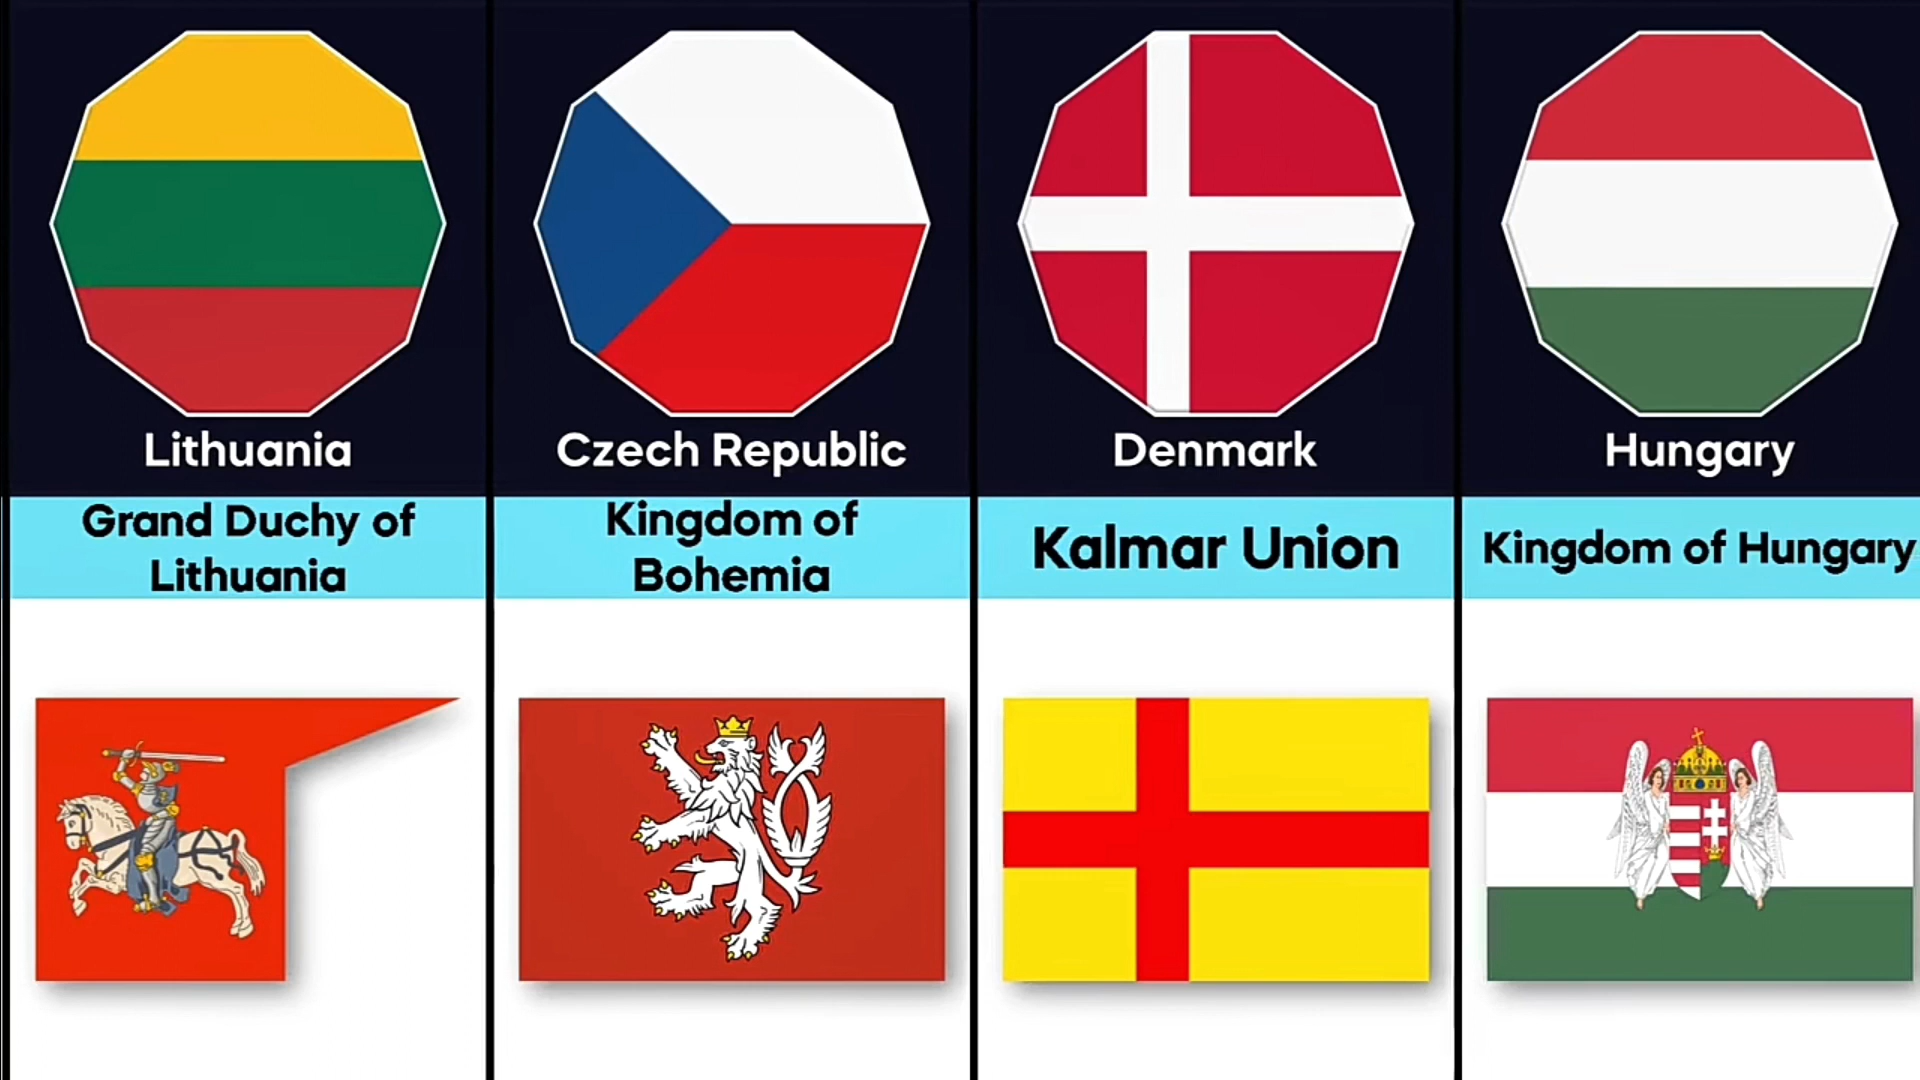 Lithuania
Grand Duchy of
Lithuania
Czech Republic
Kingdom of
Bohemia
Denmark
Kalmar Union
Hungary
Kingdom of Hungary